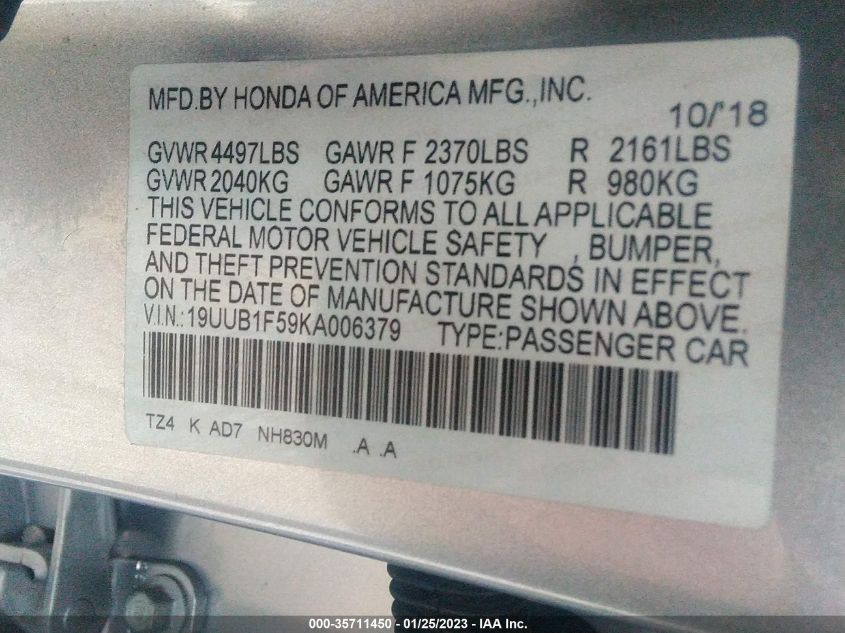 MFD.BY HONDA OF AMERICA MFG.,INC.
10/'18
GVWR 4497LBS GAWR F 2370LBS R 2161LBS
GVWR 2040KG GAWR F 1075KG R 980KG
THIS VEHICLE CONFORMS TO ALL APPLICABLE
FEDERAL MOTOR VEHICLE SAFETY , BUMPER,
AND THEFT PREVENTION STANDARDS IN EFFECT
ON THE DATE OF MANUFACTURE SHOWN ABOVE.
V.I.N.:19UUB1F59KA006379 TYPE:PASSENGER CAR
TZ4 K AD7 NH830M .A .A
000-35711450 - 01/25/2023 - IAA Inc.